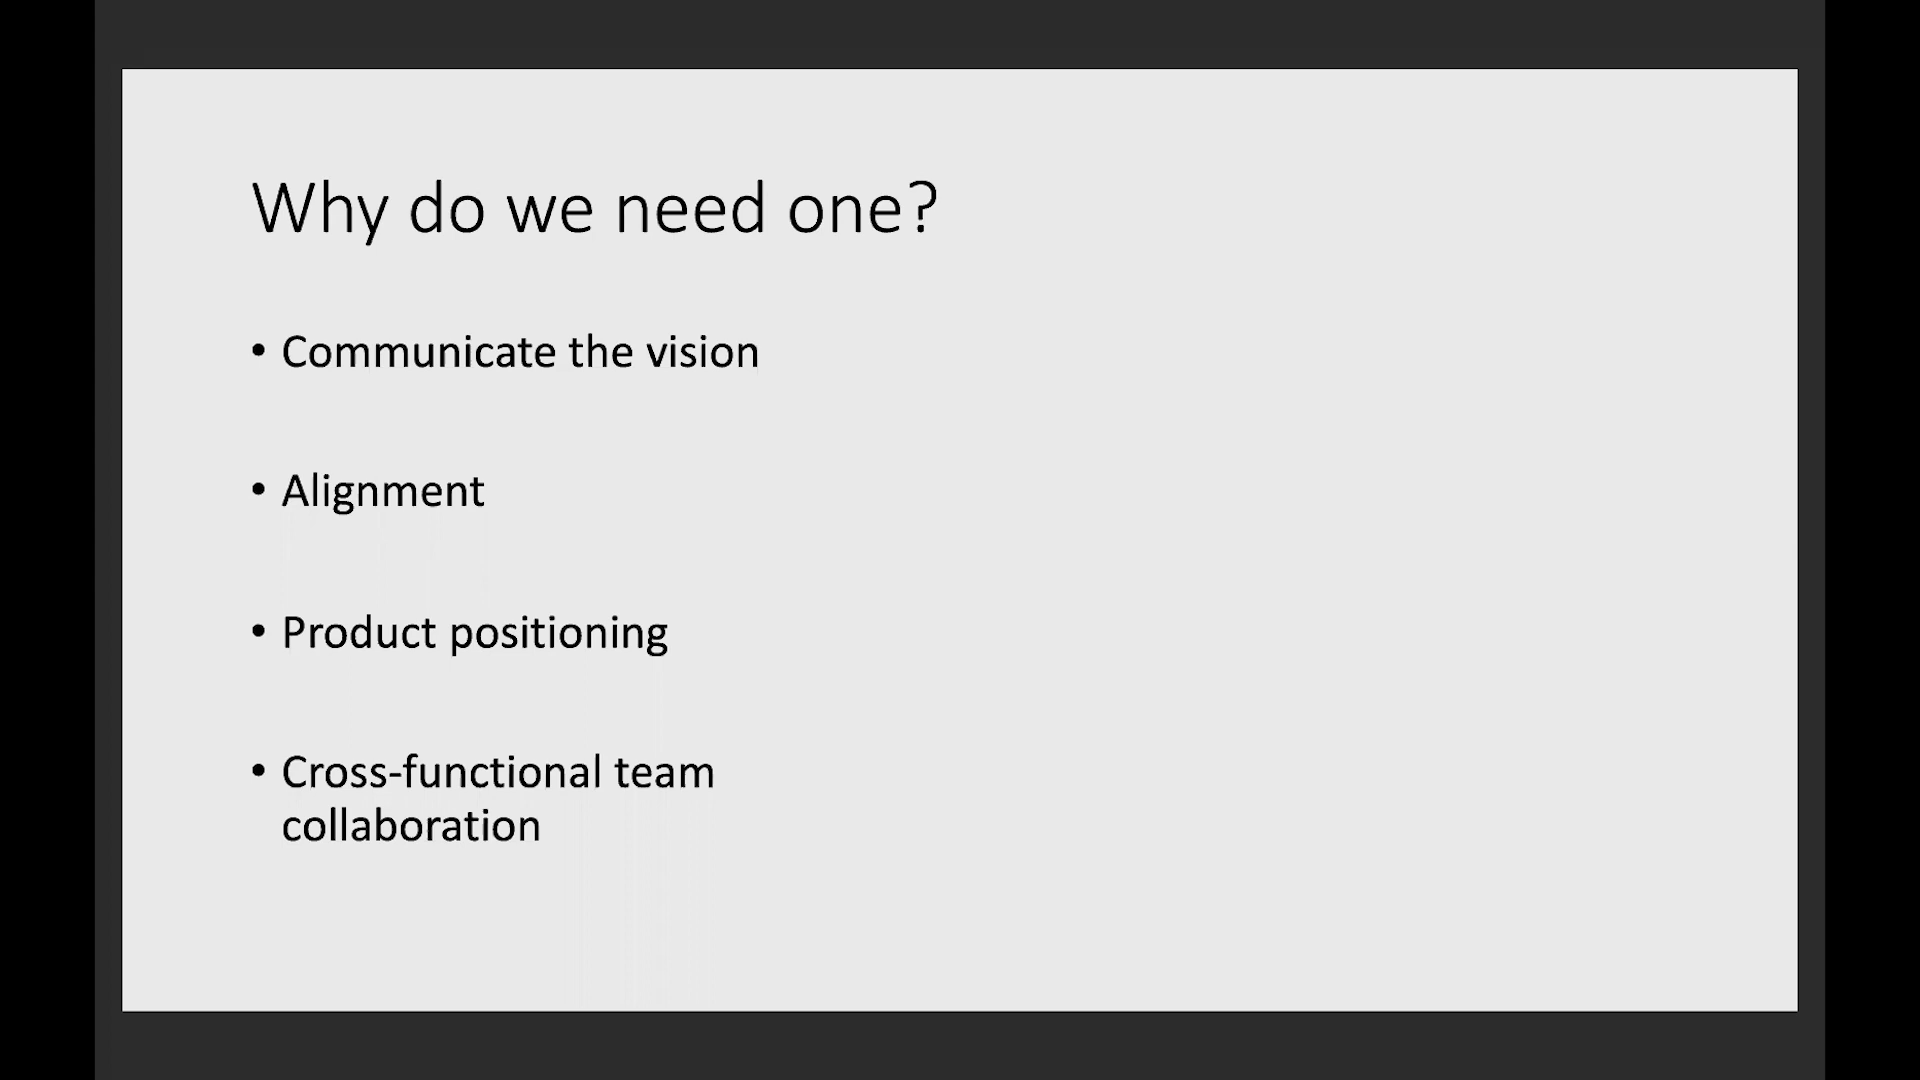 Why do we need one?
• Communicate the vision
• Alignment
• Product positioning
• Cross-functional team
collaboration